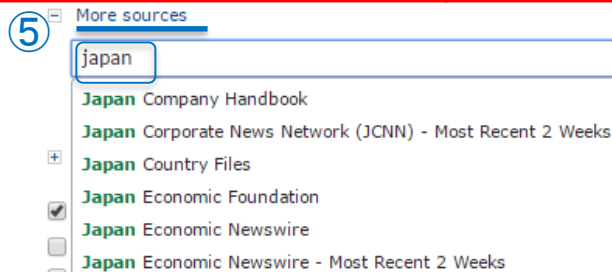 ⑤
More sources
japan
Japan Company Handbook
Japan Corporate News Network (JCNN) - Most Recent 2 Weeks
Japan Country Files
Japan Economic Foundation
Japan Economic Newswire
Japan Economic Newswire - Most Recent 2 Weeks